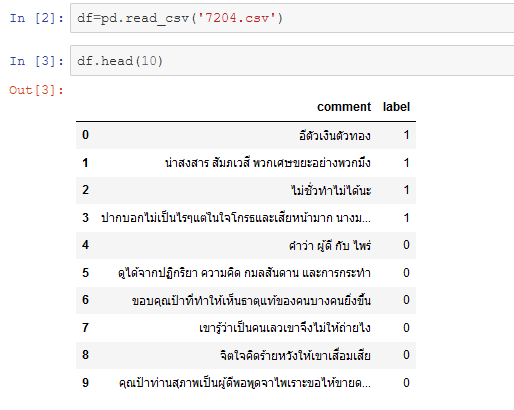 In [2]: df=pd.read_csv('7204.csv')
In [3]: df.head(10)
Out[3]:
comment label
0 อีตัวเงินตัวทอง 1
1 น่าสงสาร สัมภเวสี พวกเศษขยะอย่างพวกมึง 1
2 ไม่ชั่วทำไม่ได้นะ 1
3 ปากบอกไม่เป็นไรๆแต่ในใจโกรธและเสียหน้ามาก นางม... 1
4 คำว่า ผู้ดี กับ ไพร่ 0
5 ดูได้จากปฏิกริยา ความคิด กมลสันดาน และการกระทำ 0
6 ขอบคุณป้าที่ทำให้เห็นธาตุแท้ของคนบางคนยิ่งขึ้น 0
7 เขารู้ว่าเป็นคนเลวเขาจึงไม่ให้ถ่ายไง 0
8 จิตใจคิดร้ายหวังให้เขาเสื่อมเสีย 0
9 คุณป้าท่านสุภาพเป็นผู้ดีพอพูดจาไพเราะขอให้ขายด... 0